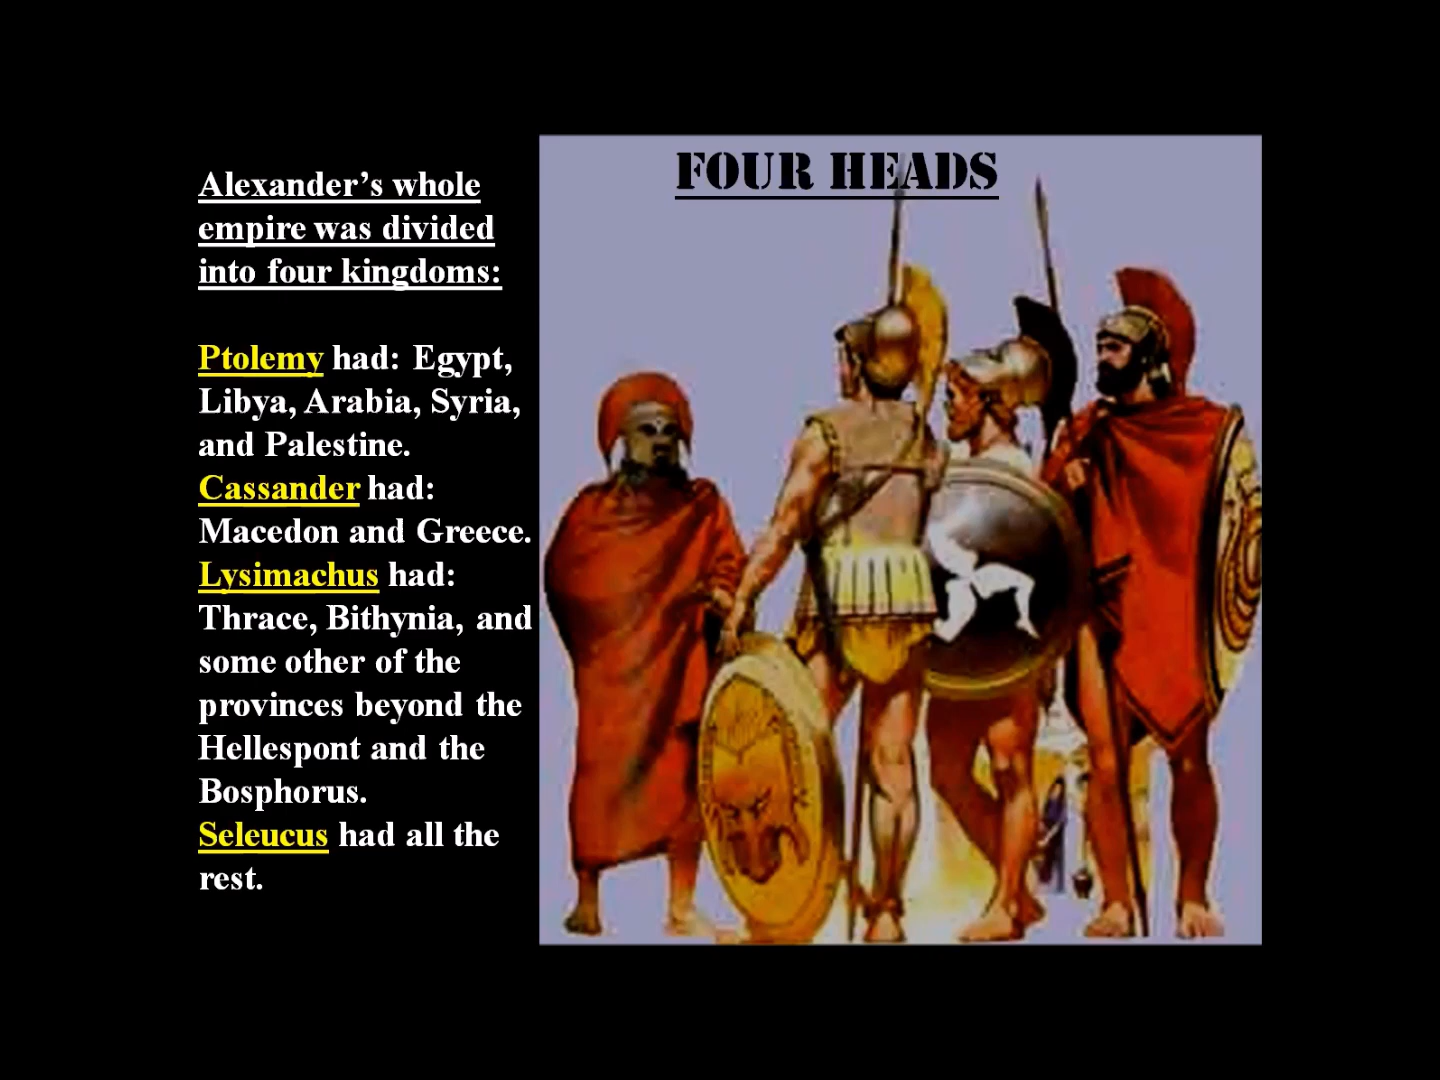 Alexander’s whole
empire was divided
into four kingdoms:
Ptolemy had: Egypt,
Libya, Arabia, Syria,
and Palestine.
Cassander had:
Macedon and Greece.
Lysimachus had:
Thrace, Bithynia, and
some other of the
provinces beyond the
Hellespont and the
Bosphorus.
Seleucus had all the
rest.
FOUR HEADS